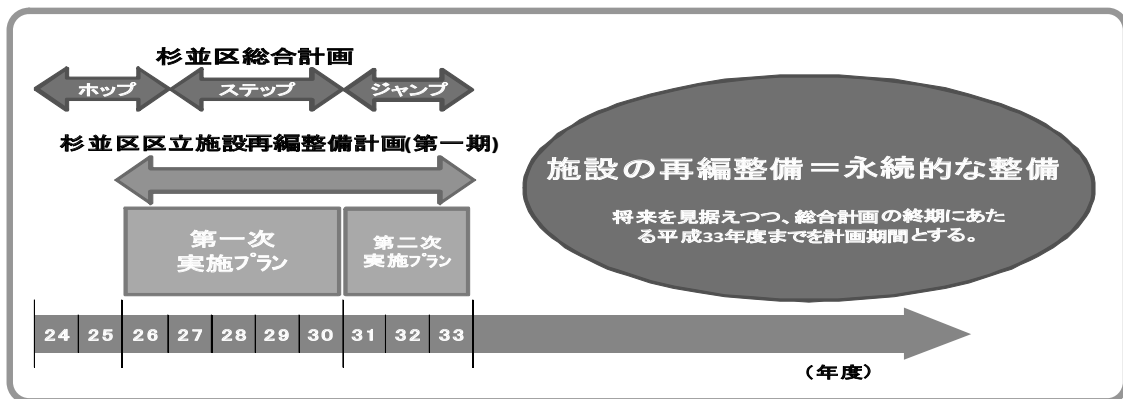 杉並区総合計画
ホップ ステップ ジャンプ
杉並区区立施設再編整備計画(第一期)
第一次
実施プラン
第二次
実施プラン
24 25 26 27 28 29 30 31 32 33
(年度)
施設の再編整備＝永続的な整備
将来を見据えつつ、総合計画の終期にあた
る平成33年度までを計画期間とする。